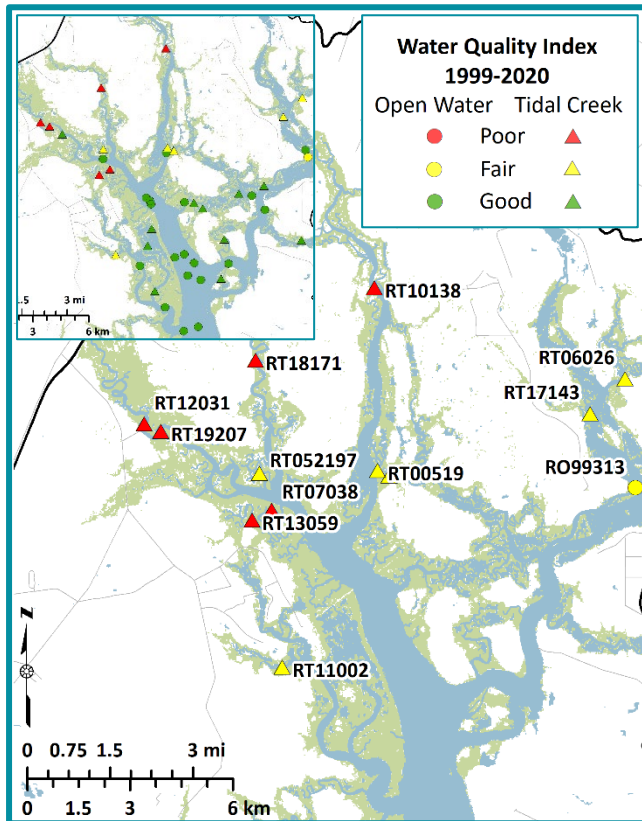 Water Quality Index
1999-2020
Open Water Tidal Creek
Poor
Fair
Good
3 mi
3 6 km
RT10138
RT18171
RT06026
RT17143
RT12031
RT19207
RO99313
RT052197
RT00519
RT07038
RT13059
RT11002
N
0 0.75 1.5 3 mi
0 1.5 3 6 km